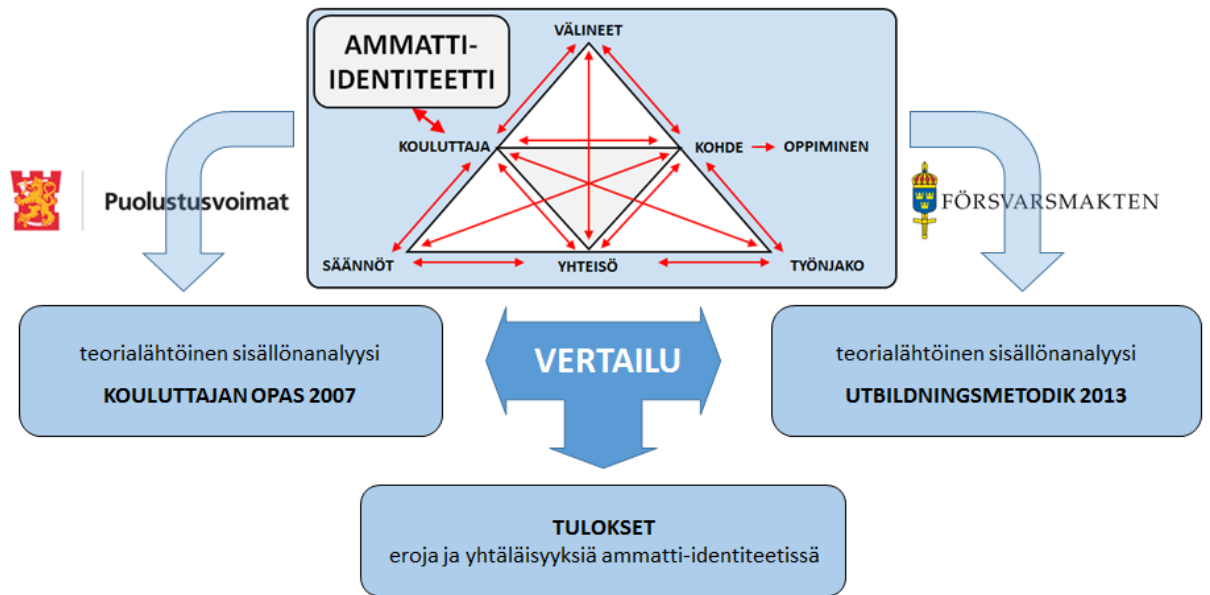 AMMATTI-
IDENTITEETTI
VÄLINEET
KOULUTTAJA
KOHDE
OPPIMINEN
SÄÄNNÖT
YHTEISÖ
TYÖNJAKO
Puolustusvoimat
FÖRSVARSMAKTEN
teorialähtöinen sisällönanalyysi
KOULUTTAJAN OPAS 2007
VERTAILU
teorialähtöinen sisällönanalyysi
UTBILDNINGSMETODIK 2013
TULOKSET
eroja ja yhtäläisyyksiä ammatti-identiteetissä